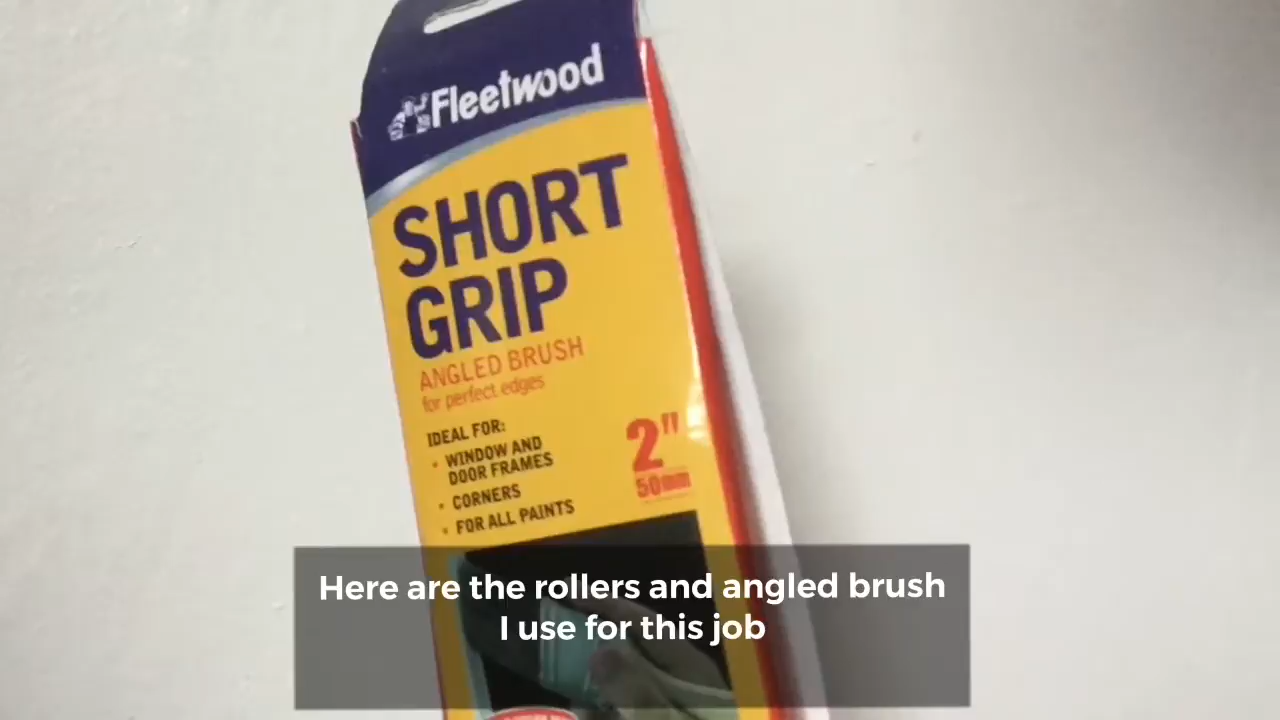 Fleetwood
SHORT
GRIP
ANGLED BRUSH
for perfect edges
IDEAL FOR:
• WINDOW AND
DOOR FRAMES
• CORNERS
• FOR ALL PAINTS
2"
50mm
Here are the rollers and angled brush
I use for this job